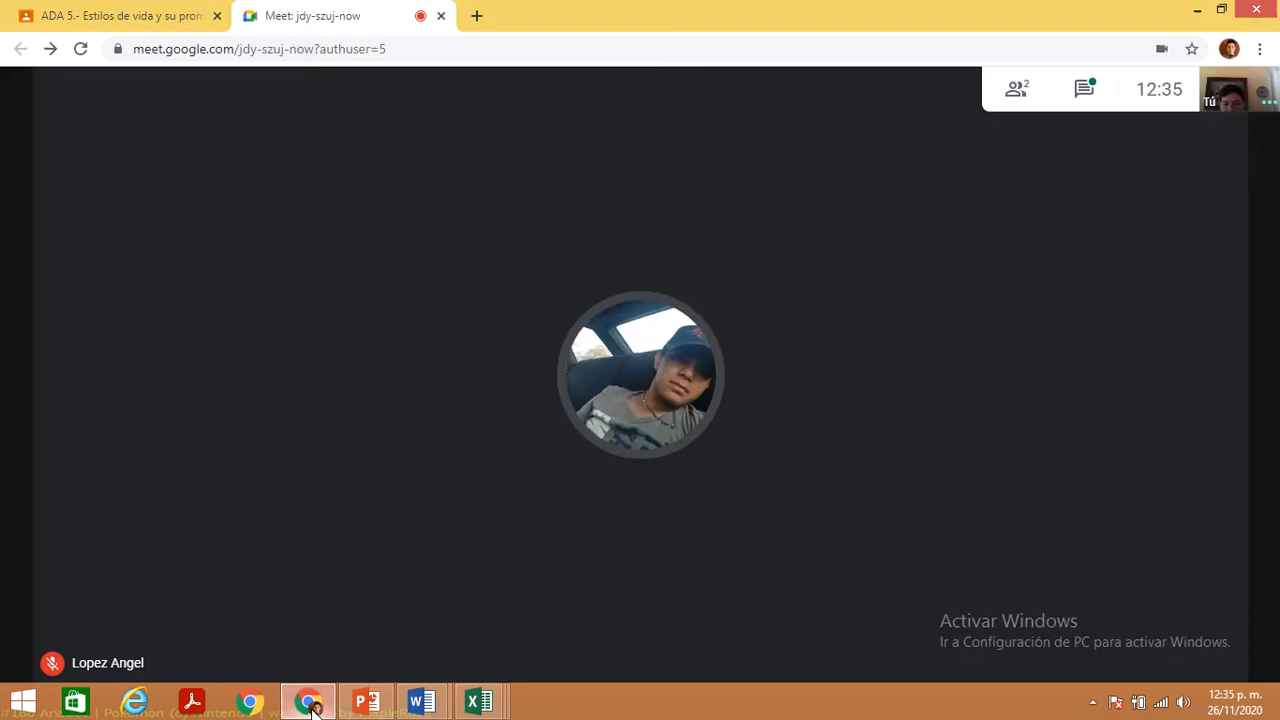 ADA 5.- Estilos de vida y su prom
Meet: jdy-szuj-now
meet.google.com/jdy-szuj-now?authuser=5
2
12:35
Tú
Activar Windows
Ir a Configuración de PC para activar Windows.
Lopez Angel
12:35 p. m.
26/11/2020